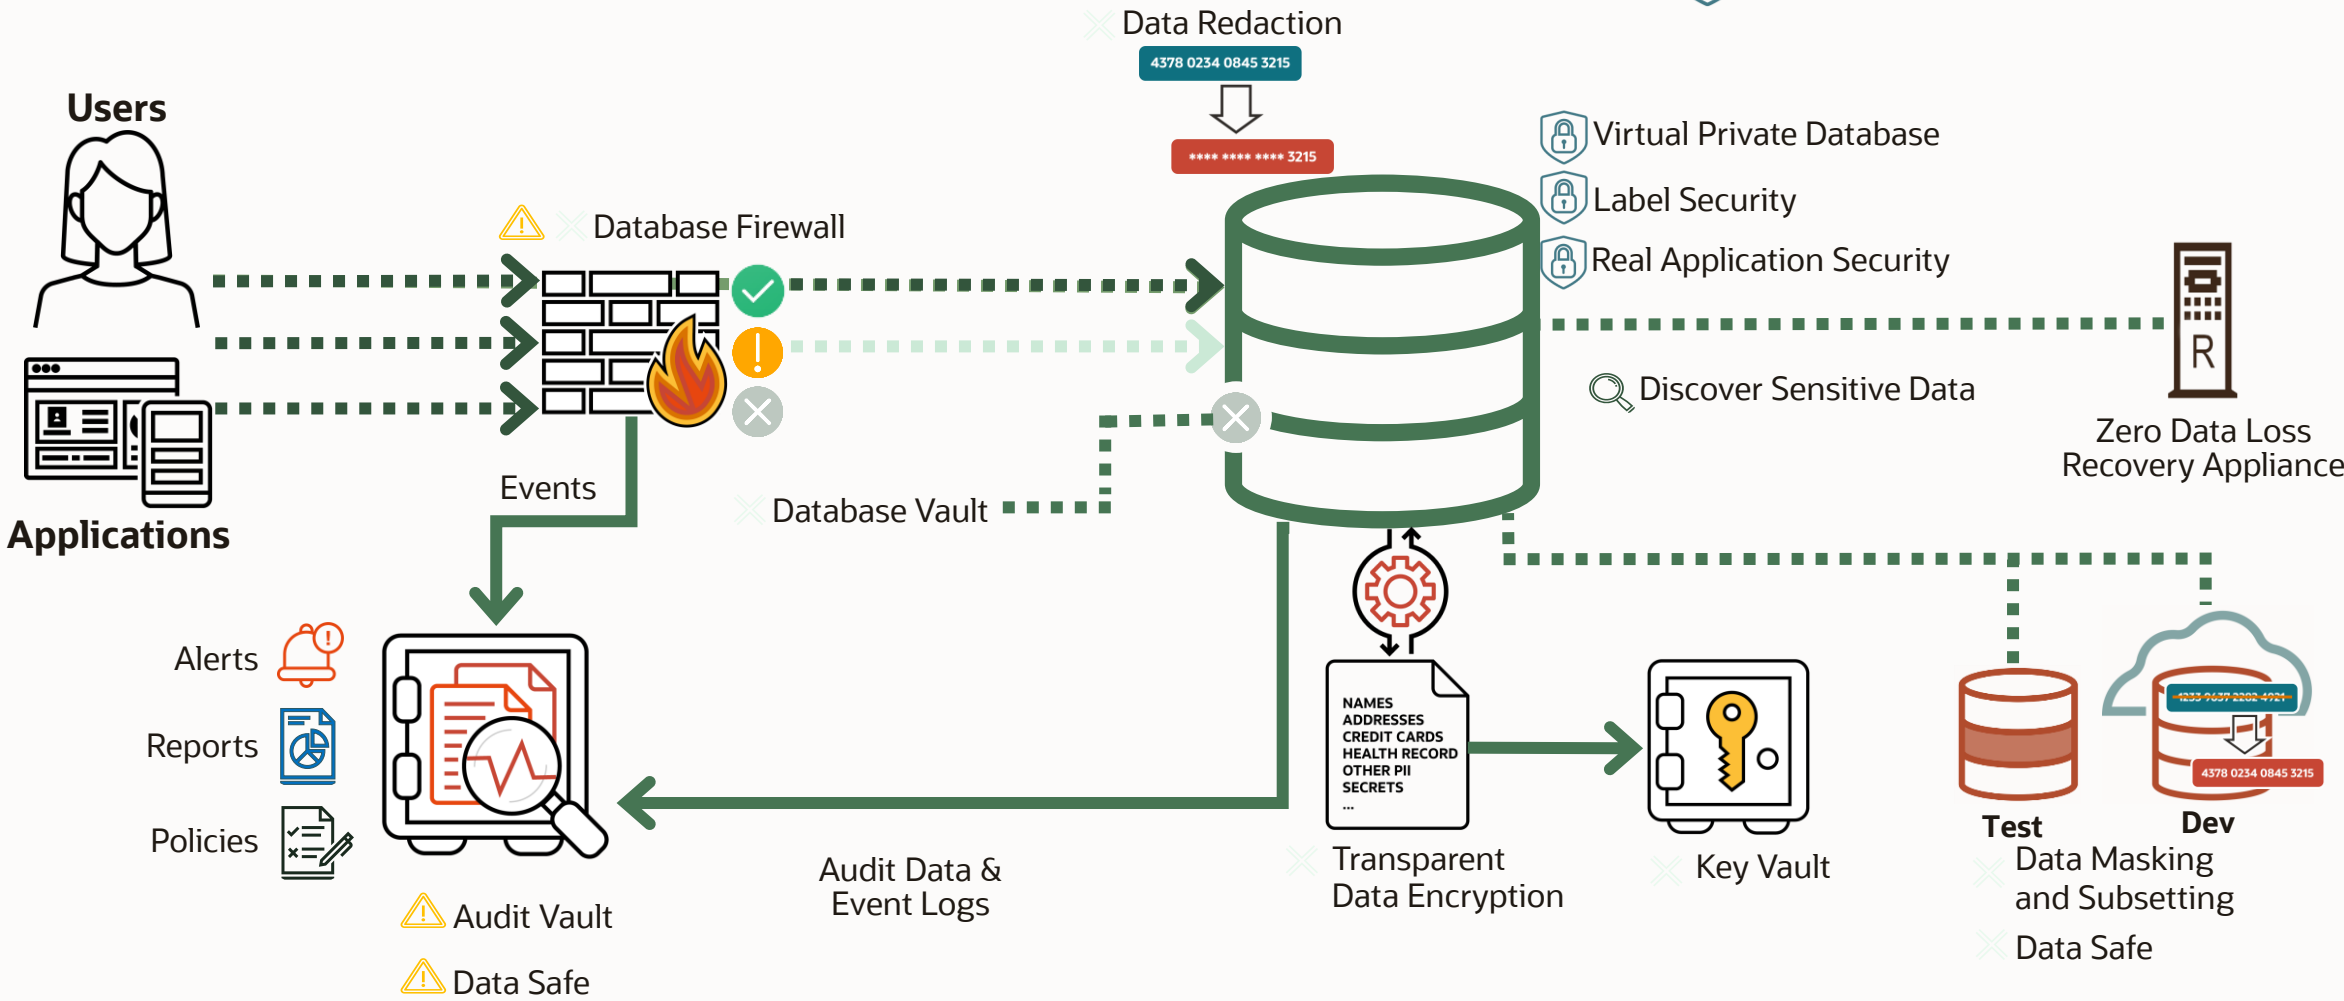 Data Redaction
4378 0234 0845 3215
**** **** **** 3215
Users
Applications
Database Firewall
Virtual Private Database
Label Security
Real Application Security
R
Discover Sensitive Data
Zero Data Loss
Recovery Appliance
Events
Database Vault
Alerts
Reports
Policies
Audit Vault
Data Safe
Audit Data &
Event Logs
NAMES
ADDRESSES
CREDIT CARDS
HEALTH RECORD
OTHER PII
SECRETS
...
Transparent
Data Encryption
Key Vault
4378 0234 0845 3215
Test
Dev
Data Masking
and Subsetting
Data Safe